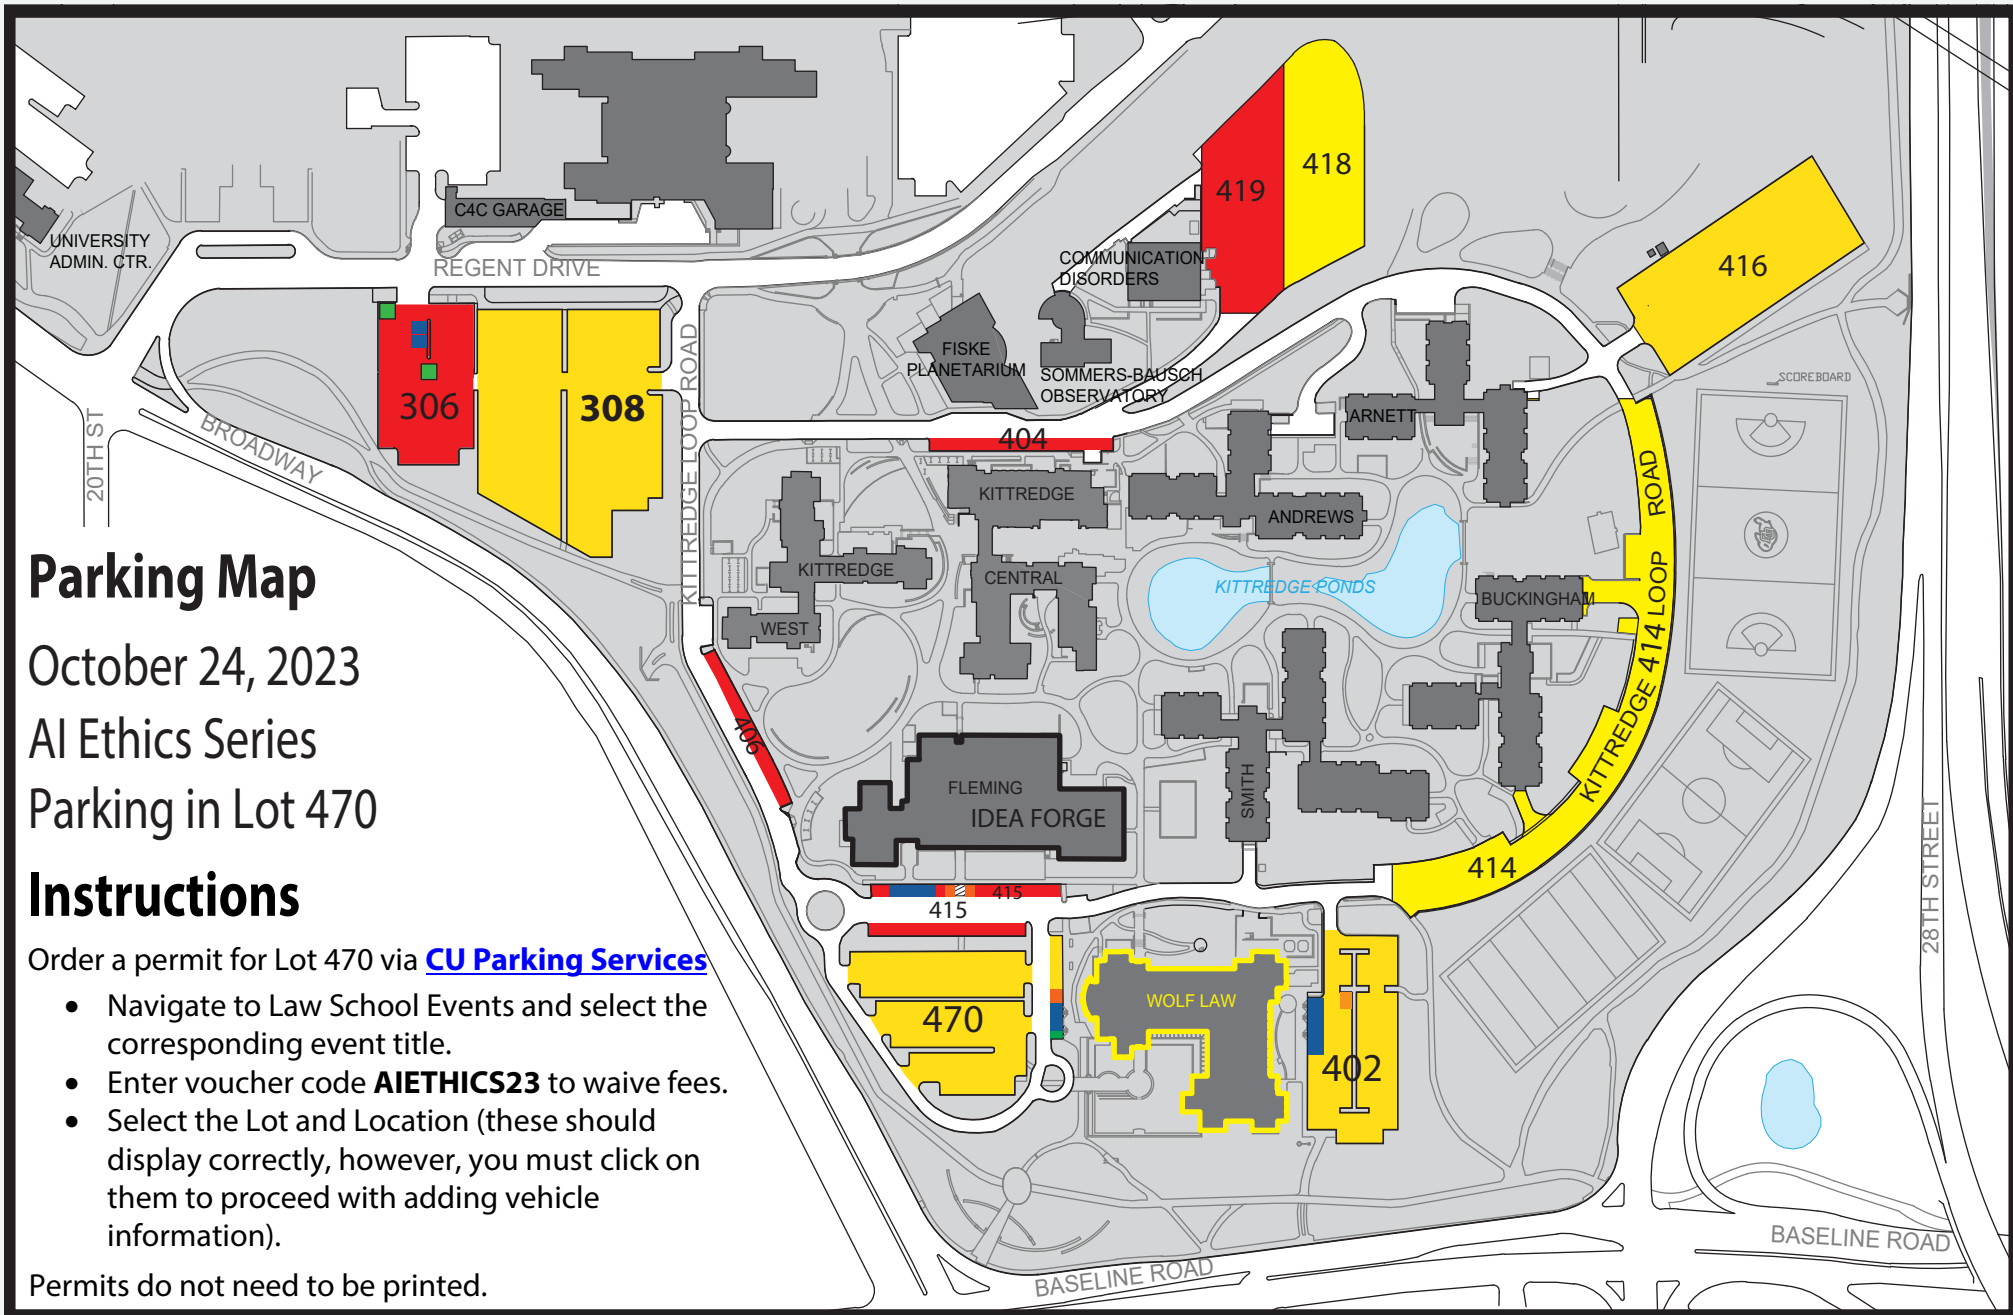 418
419
C4C GARAGE
UNIVERSITY
ADMIN. CTR.
REGENT DRIVE
COMMUNICATION
DISORDERS
416
FISKE
PLANETARIUM
SOMMERS-BAUSCH
OBSERVATORY
SCOREBOARD
306
308
KITTREDGE LOOP ROAD
20TH ST
BROADWAY
404
ARNETT
KITTREDGE
ANDREWS
KITTREDGE 414 LOOP ROAD
KITTREDGE
CENTRAL
KITTREDGE PONDS
BUCKINGHAM
WEST
406
FLEMING
IDEA FORGE
SMITH
28TH STREET
414
415
415
470
WOLF LAW
402
BASELINE ROAD
BASELINE ROAD
Parking Map
October 24, 2023
AI Ethics Series
Parking in Lot 470
Instructions
Order a permit for Lot 470 via CU Parking Services
• Navigate to Law School Events and select the
corresponding event title.
• Enter voucher code AIETHICS23 to waive fees.
• Select the Lot and Location (these should
display correctly, however, you must click on
them to proceed with adding vehicle
information).
Permits do not need to be printed.